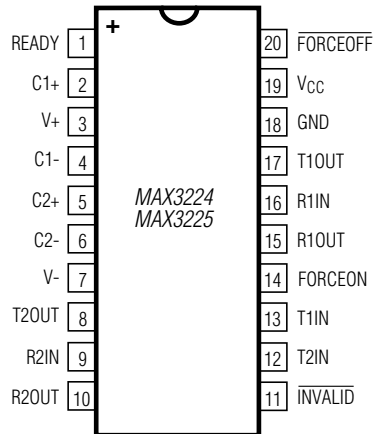 READY 1 + 20 FORCEOFF
C1+ 2 19 VCC
V+ 3 18 GND
C1- 4 17 T1OUT
C2+ 5 MAX3224 16 R1IN
MAX3225
C2- 6 15 R1OUT
V- 7 14 FORCEON
T2OUT 8 13 T1IN
R2IN 9 12 T2IN
R2OUT 10 11 INVALID